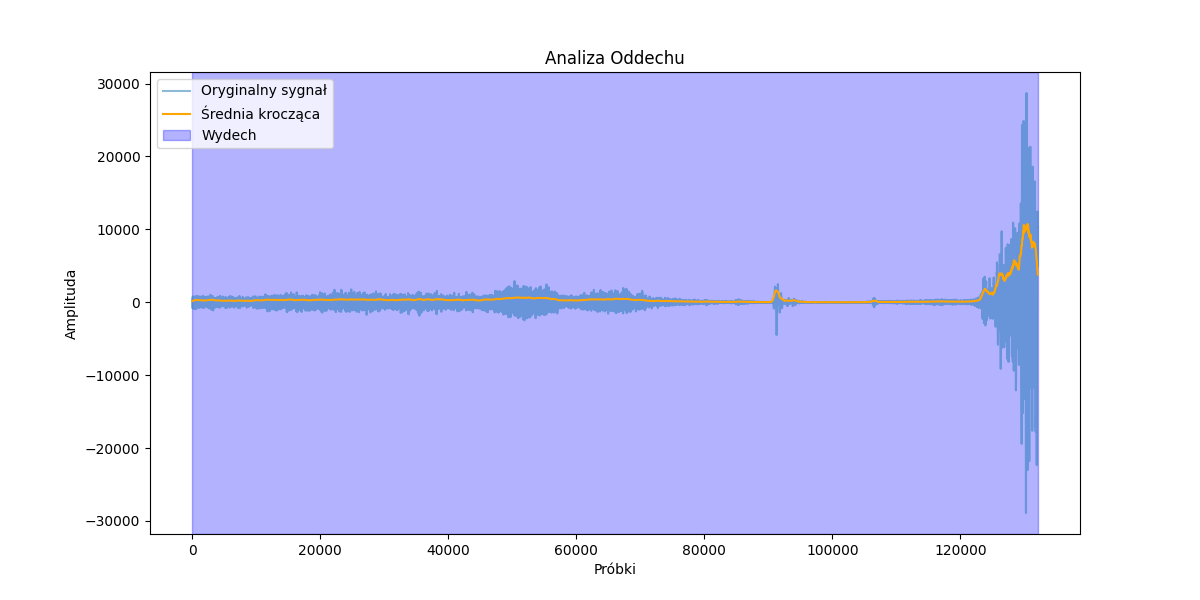 Analiza Oddechu
Oryginalny sygnał
Średnia krocząca
Wydech
Amplituda
30000
20000
10000
0
−10000
−20000
−30000
0
20000
40000
60000
80000
100000
120000
Próbki